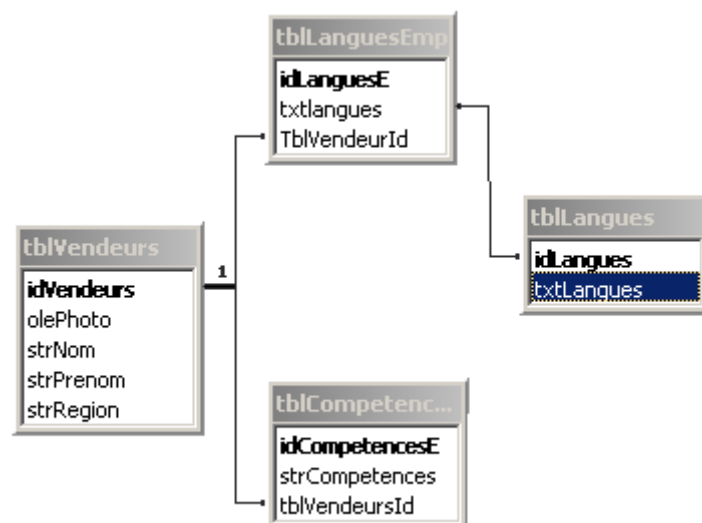 tblLanguesEmp
idLanguesE
txtlangues
TblVendeurId
tblLangues
idLangues
txtLangues
tblVendeurs
1
idVendeurs
olePhoto
strNom
strPrenom
strRegion
tblCompetenc...
idCompetencesE
strCompetences
tblVendeursId